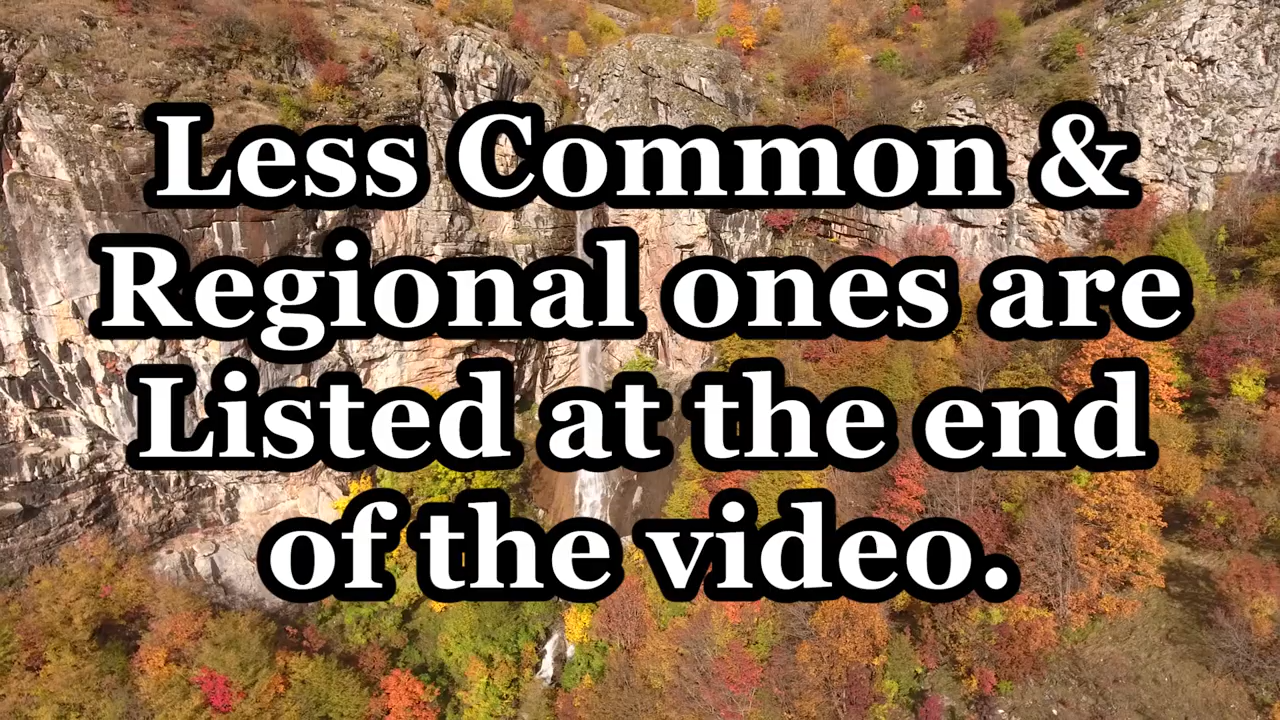 Less Common &
Regional ones are
Listed at the end
of the video.